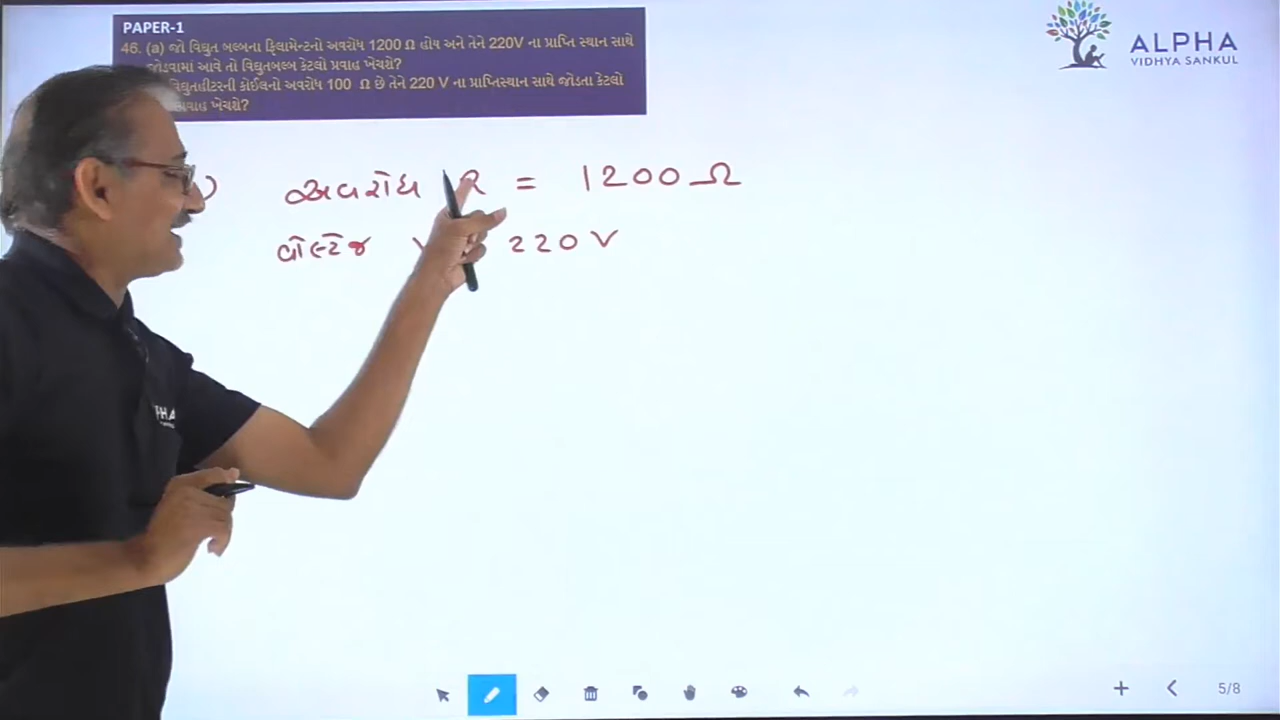 PAPER-1
46. (a) જો વિદ્યુત બલ્બના ફિલામેન્ટનો અવરોધ 1200 Ω હોય અને તેને 220V ના પ્રાપ્તિ સ્થાન સાથે
જોડવામાં આવે તો વિદ્યુતબલ્બ કેટલો પ્રવાહ ખેંચશે?
વિદ્યુતહીટરની કોઈલનો અવરોધ 100 Ω છે તેને 220 V ના પ્રાપ્તિસ્થાન સાથે જોડતા કેટલો
પ્રવાહ ખેંચશે?
ALPHA
VIDHYA SANKUL
અવરોધ R = 1200 Ω
વોલ્ટેજ 220 V
5/8